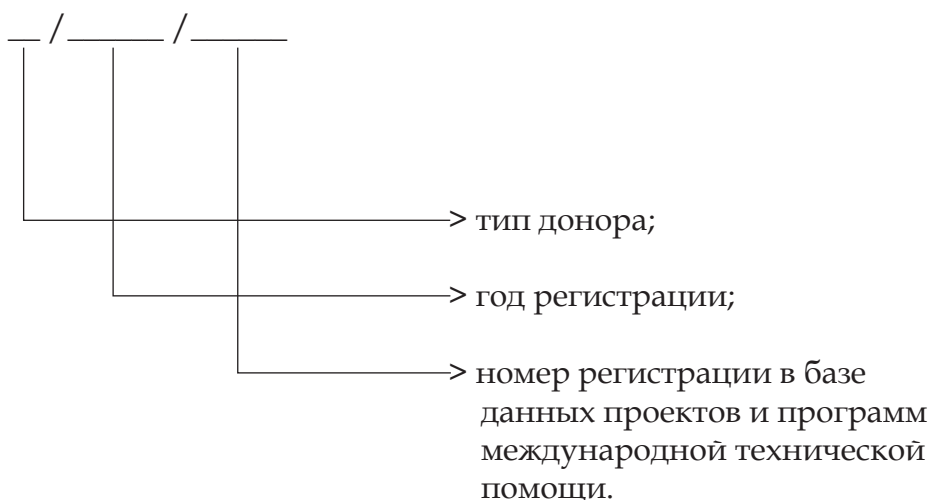 __ /______ /______
> тип донора;
> год регистрации;
> номер регистрации в базе
данных проектов и программ
международной технической
помощи.